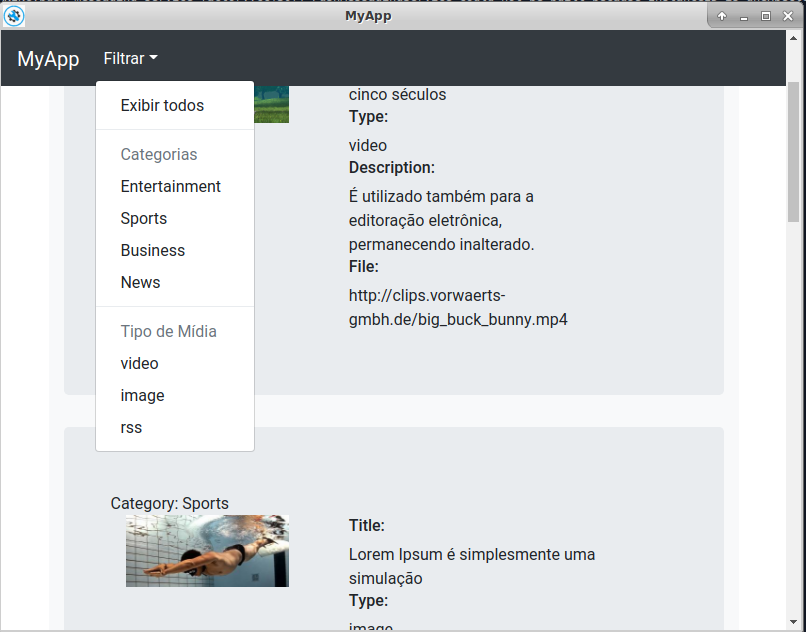 MyApp
MyApp
Filtrar
Exibir todos
Categorias
Entertainment
Sports
Business
News
Tipo de Mídia
video
image
rss
cinco séculos
Type:
video
Description:
É utilizado também para a
editoração eletrônica,
permanecendo inalterado.
File:
http://clips.vorwaerts-
gmbh.de/big_buck_bunny.mp4
Category: Sports
Title:
Lorem Ipsum é simplesmente uma
simulação
Type:
image